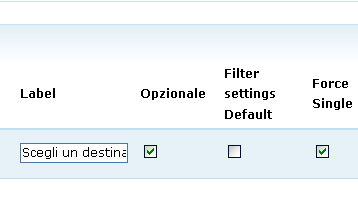 Label
Opzionale
Filter
settings
Default
Force
Single
Scegli un destina